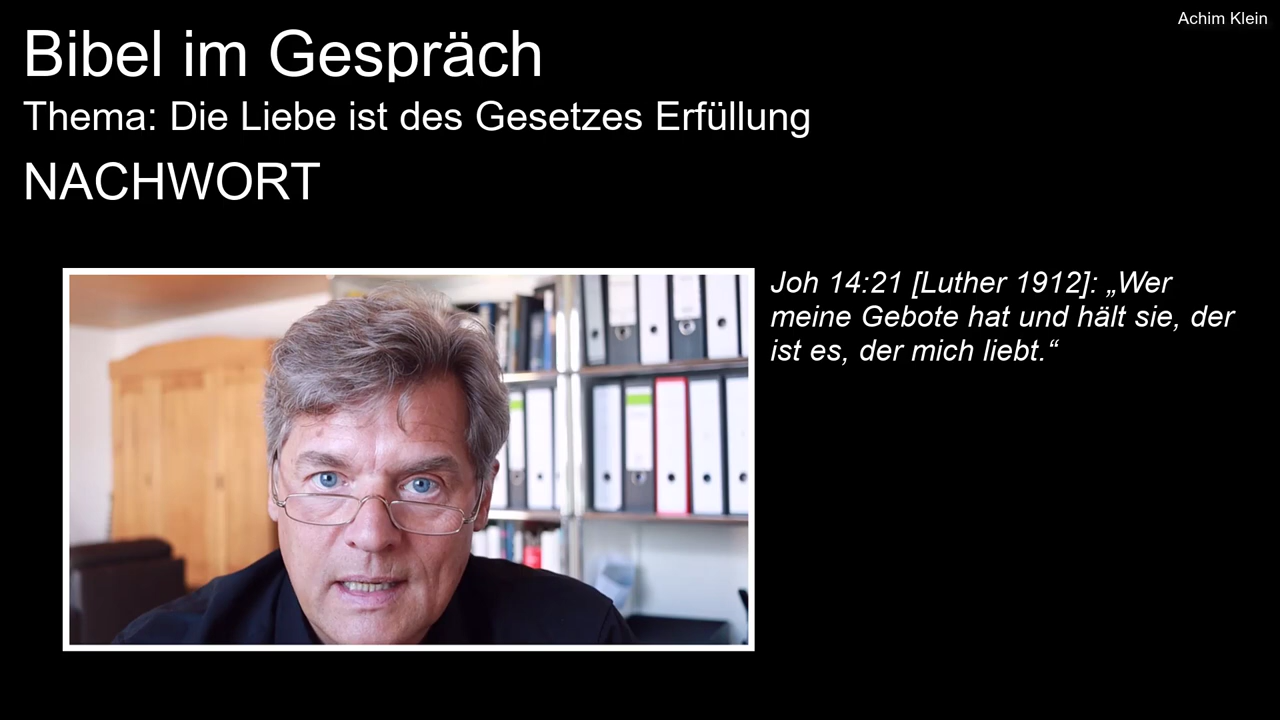 Achim Klein
Bibel im Gespräch
Thema: Die Liebe ist des Gesetzes Erfüllung
NACHWORT
Joh 14:21 [Luther 1912]: „Wer
meine Gebote hat und hält sie, der
ist es, der mich liebt.“